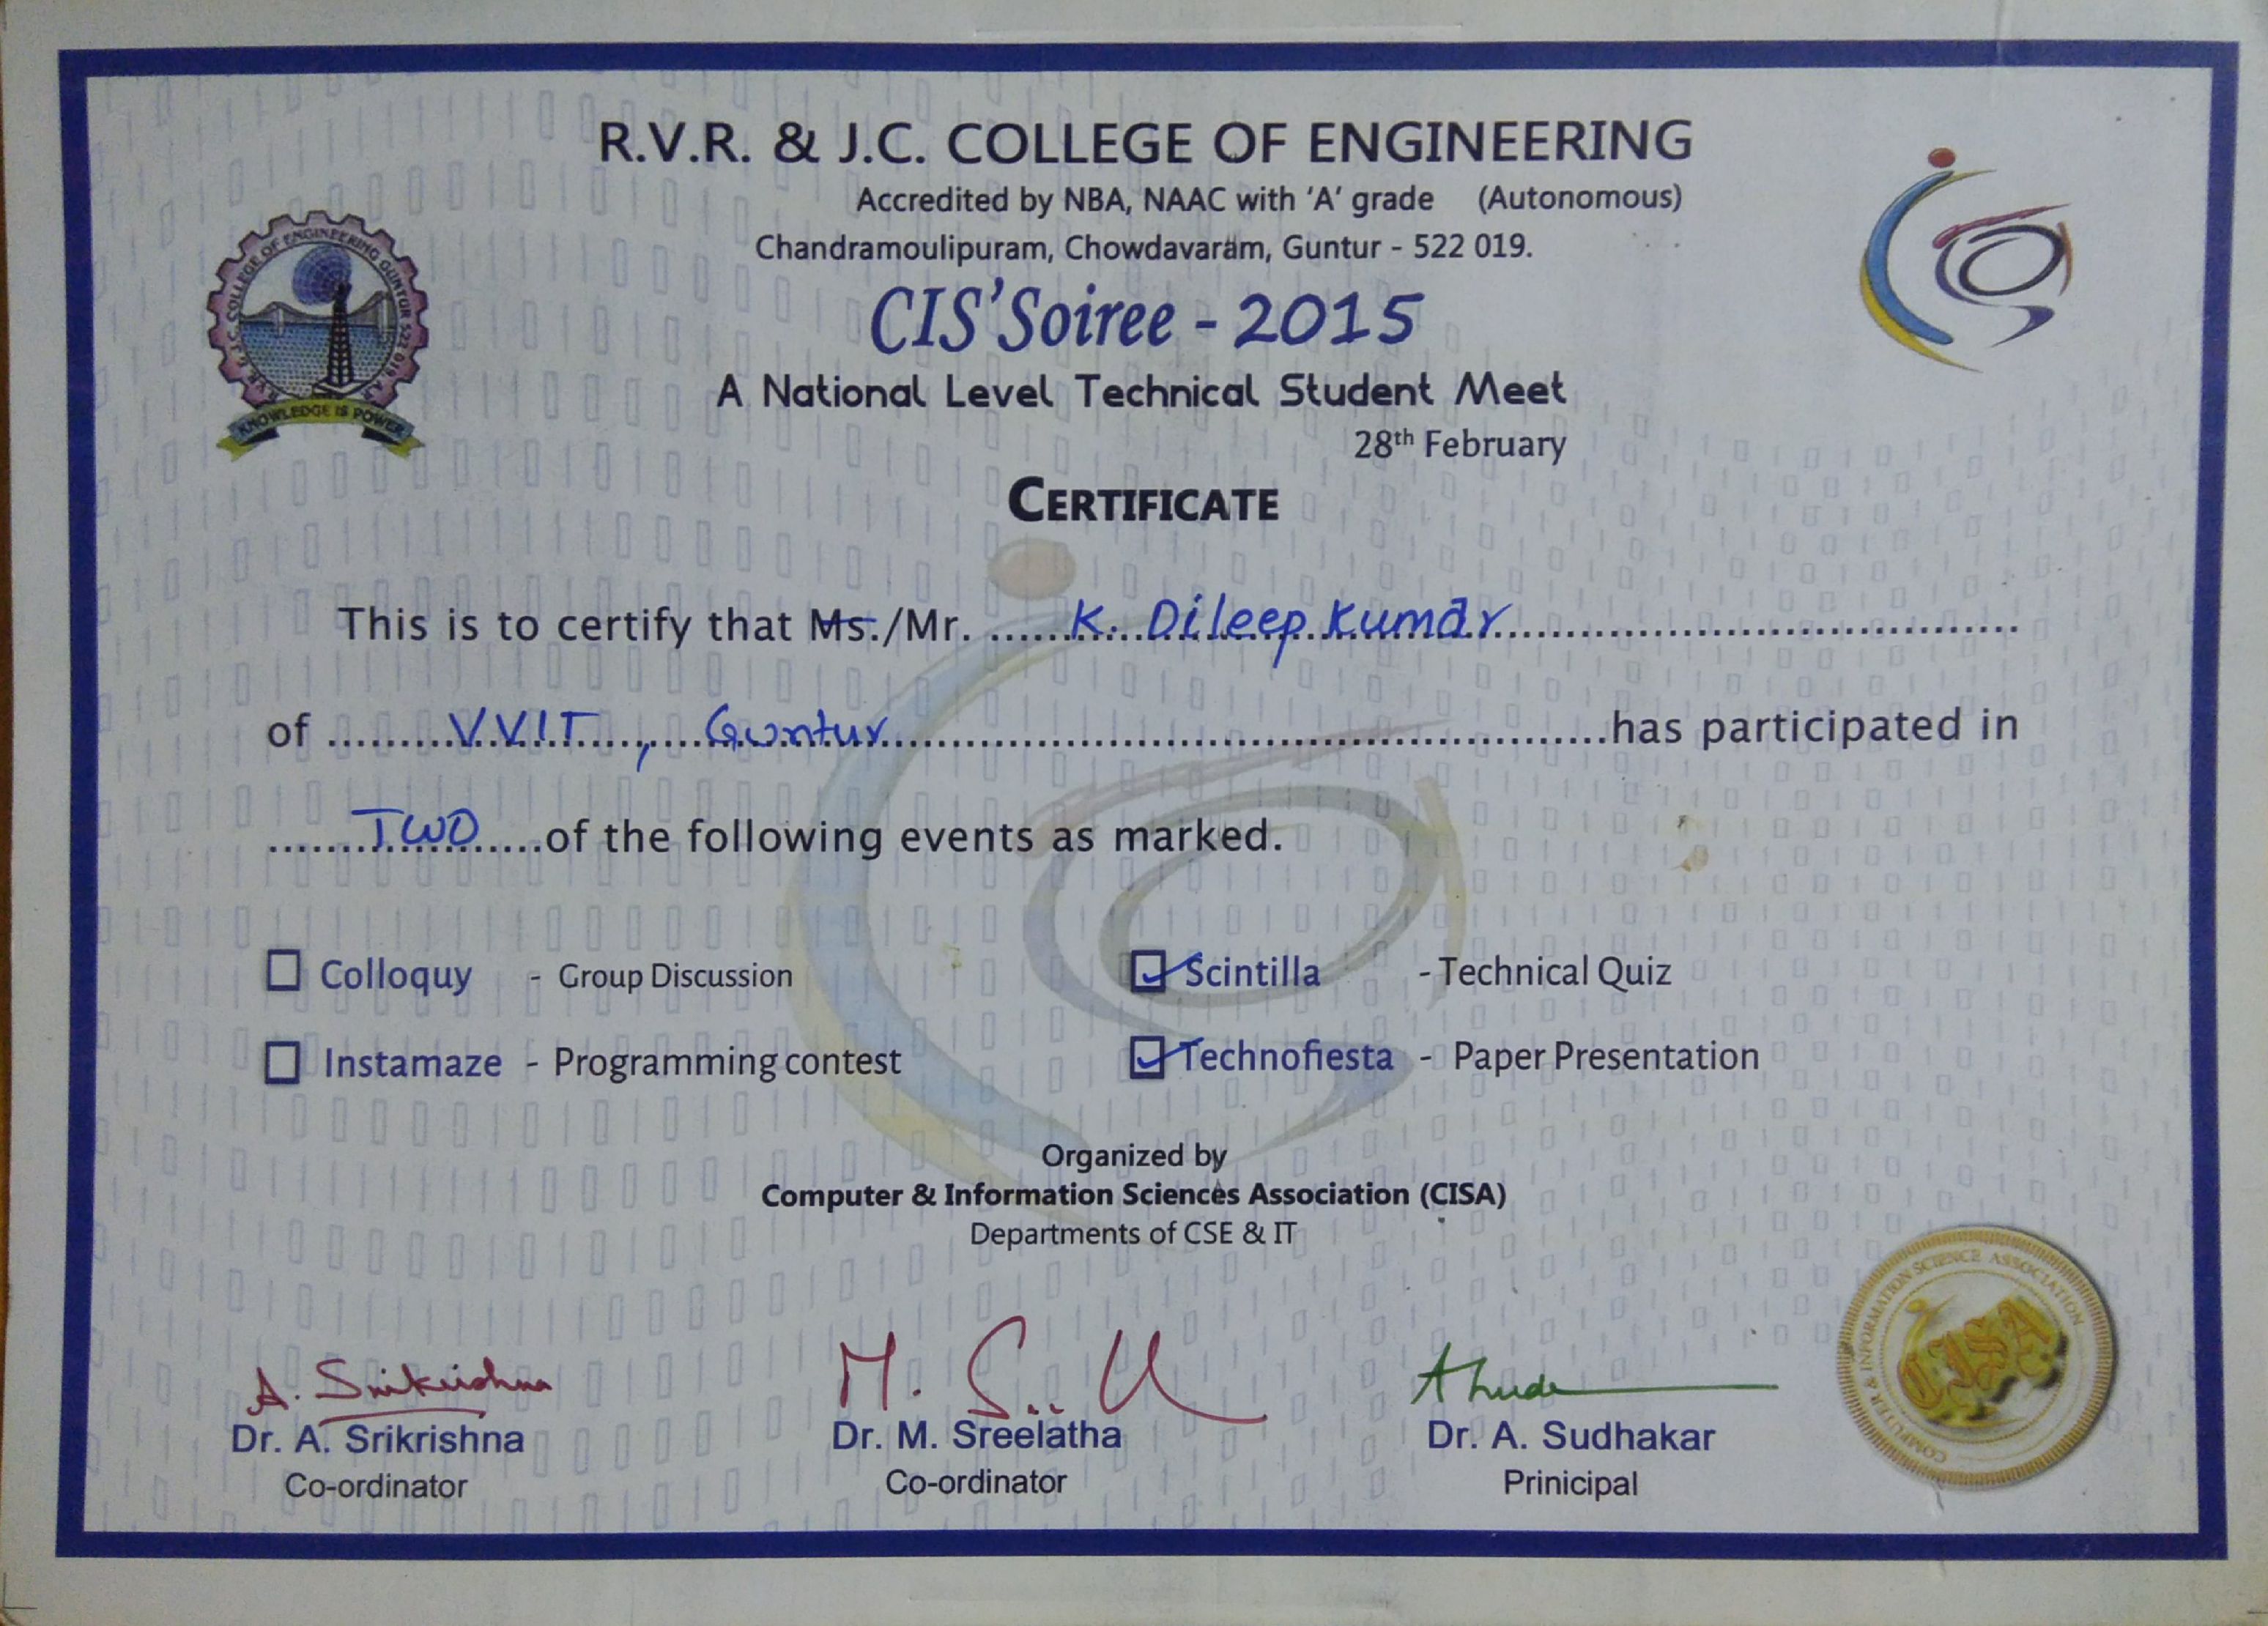 R.V.R. & J.C. COLLEGE OF ENGINEERING
Accredited by NBA, NAAC with 'A' grade (Autonomous)
Chandramoulipuram, Chowdavaram, Guntur - 522 019.
CIS'Soiree - 2015
A National Level Technical Student Meet
28th February
CERTIFICATE
This is to certify that Ms./Mr. K. Dileep Kumar
of V.V.I.T, Guntur has participated in
TWO of the following events as marked.
Colloquy - Group Discussion
Scintilla - Technical Quiz
Instamaze - Programming contest
Technofiesta - Paper Presentation
Organized by
Computer & Information Sciences Association (CISA)
Departments of CSE & IT
A. Srikrishna
Dr. A. Srikrishna
Co-ordinator
Dr. M. Sreelatha
Co-ordinator
Dr. A. Sudhakar
Prinicipal
R.V.R. & J.C. COLLEGE OF ENGINEERING GUNTUR 522 019
KNOWLEDGE IS POWER
COMPUTER & INFORMATION SCIENCE ASSOCIATION
CISA